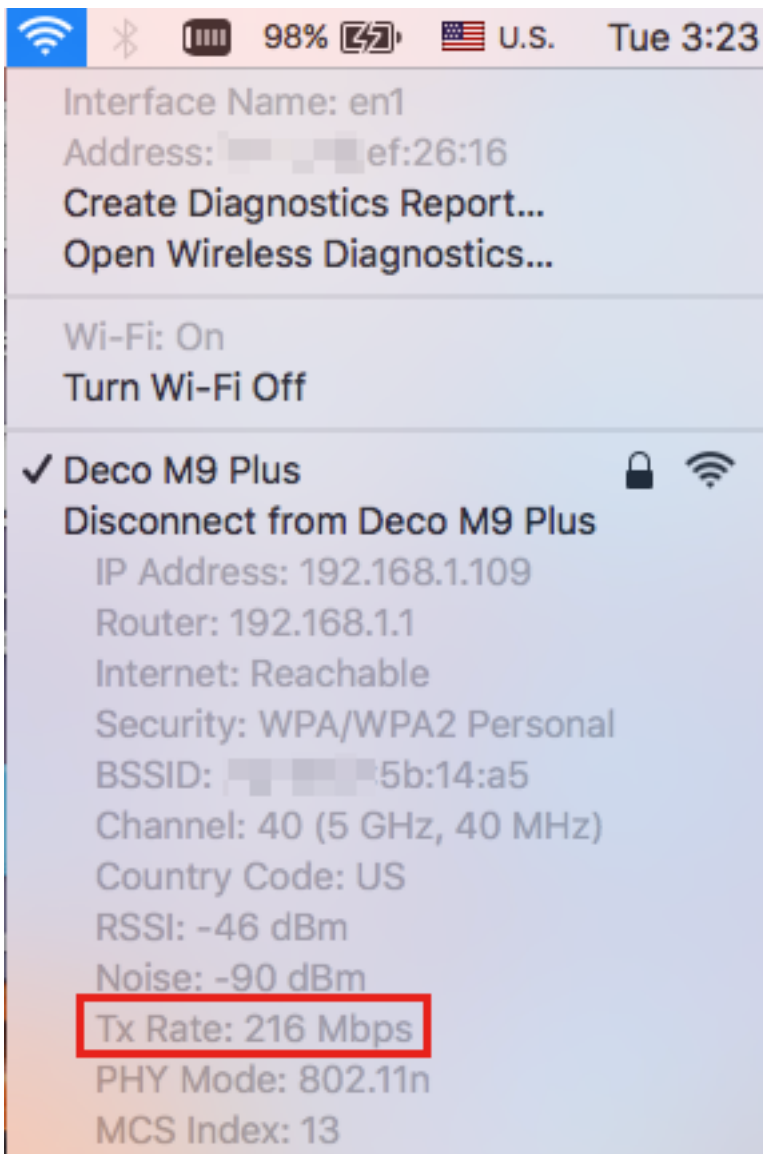 98% U.S. Tue 3:23
Interface Name: en1
Address: ef:26:16
Create Diagnostics Report...
Open Wireless Diagnostics...
Wi-Fi: On
Turn Wi-Fi Off
✓ Deco M9 Plus
Disconnect from Deco M9 Plus
IP Address: 192.168.1.109
Router: 192.168.1.1
Internet: Reachable
Security: WPA/WPA2 Personal
BSSID: 5b:14:a5
Channel: 40 (5 GHz, 40 MHz)
Country Code: US
RSSI: -46 dBm
Noise: -90 dBm
Tx Rate: 216 Mbps
PHY Mode: 802.11n
MCS Index: 13